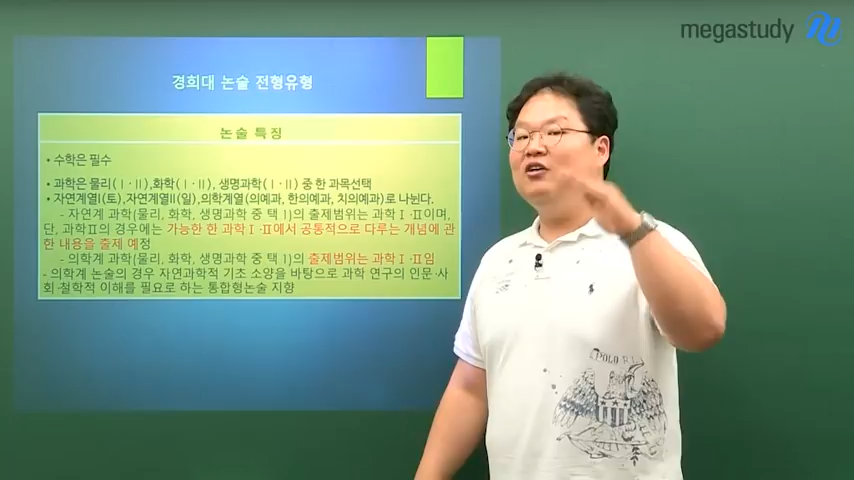 megastudy
경희대 논술 전형유형
논술 특징
• 수학은 필수
• 과학은 물리(Ⅰ·Ⅱ),화학(Ⅰ·Ⅱ), 생명과학(Ⅰ·Ⅱ) 중 한 과목선택
• 자연계열Ⅰ(토),자연계열Ⅱ(일),의학계열(의예과, 한의예과, 치의예과)로 나뉜다.
- 자연계 과학(물리, 화학, 생명과학 중 택 1)의 출제범위는 과학Ⅰ·Ⅱ이며,
단, 과학Ⅱ의 경우에는 가능한 한 과학Ⅰ·Ⅱ에서 공통적으로 다루는 개념에 관
한 내용을 출제 예정
- 의학계 과학(물리, 화학, 생명과학 중 택 1)의 출제범위는 과학Ⅰ·Ⅱ임
- 의학계 논술의 경우 자연과학적 기초 소양을 바탕으로 과학 연구의 인문·사
회·철학적 이해를 필요로 하는 통합형논술 지향
POLO